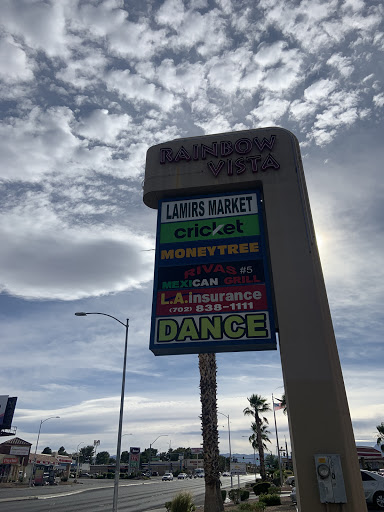 RAINBOW
VISTA
LAMIRS MARKET
cricket
MONEYTREE
RIVAS #5
MEXICAN GRILL
L.A.insurance
(702) 838-1111
DANCE